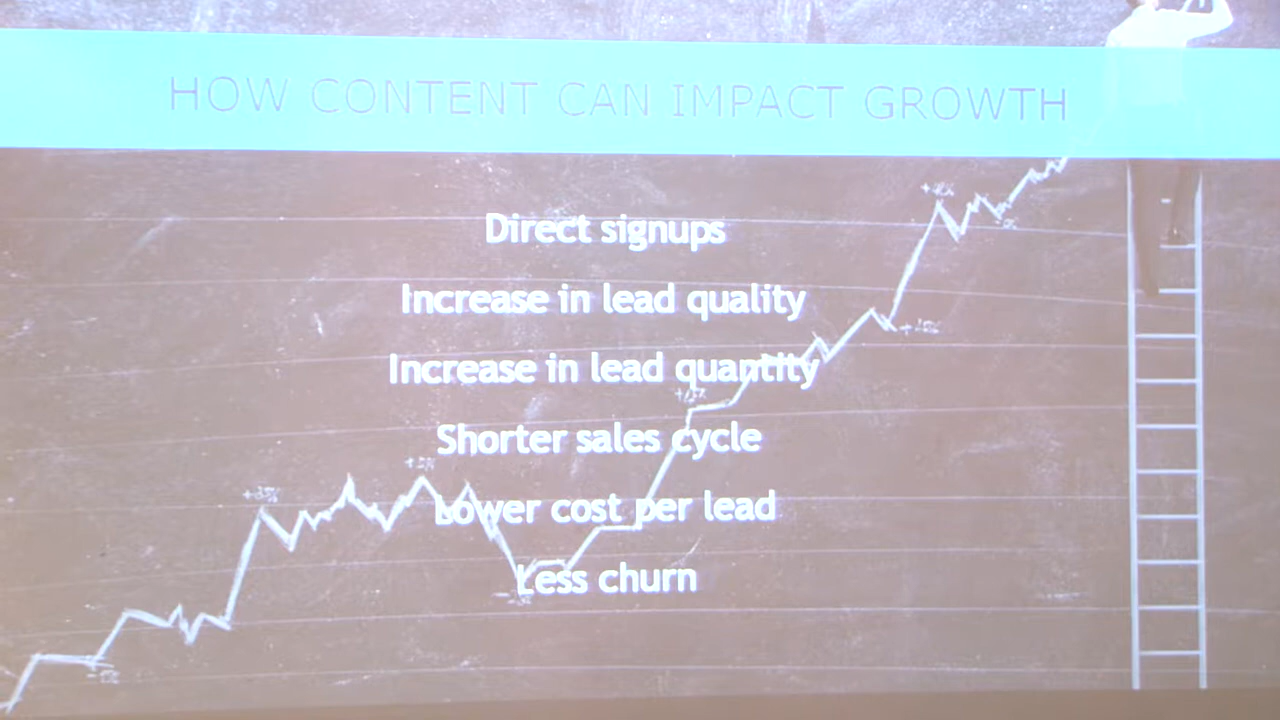 HOW CONTENT CAN IMPACT GROWTH
Direct signups
Increase in lead quality
Increase in lead quantity
Shorter sales cycle
Lower cost per lead
Less churn